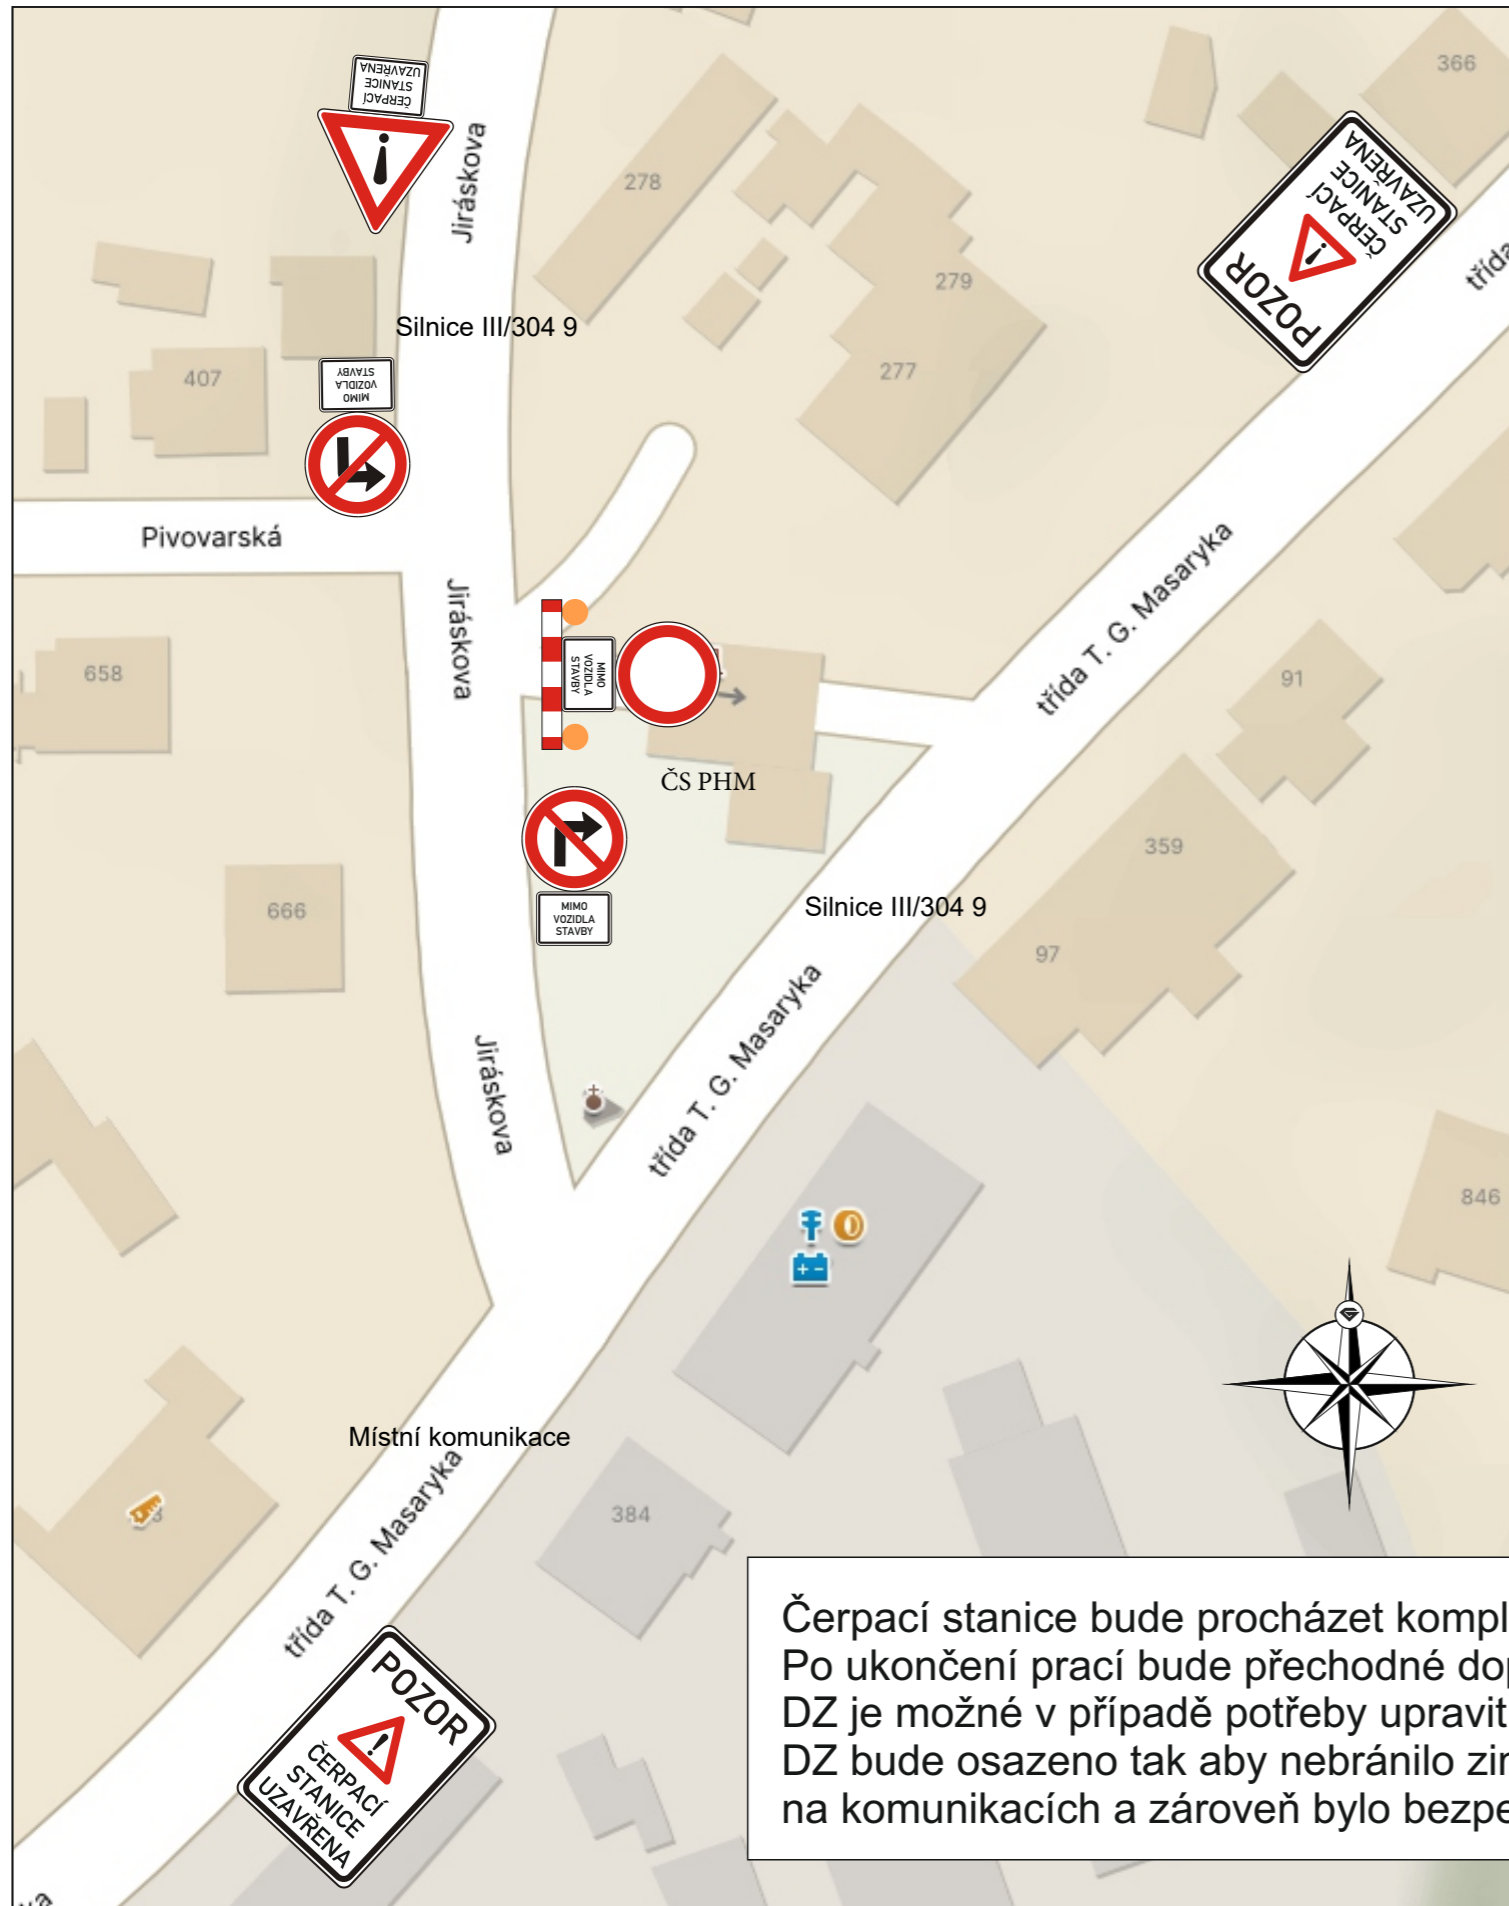 ČERPACÍ
STANICE
UZAVŘENA
Jiráskova
278
366
POZOR
ČERPACÍ
STANICE
UZAVŘENA
třída
279
Silnice III/304 9
277
407
MIMO
VOZIDLA
STAVBY
Pivovarská
třída T. G. Masaryka
Jiráskova
658
MIMO
VOZIDLA
STAVBY
91
ČS PHM
359
666
MIMO
VOZIDLA
STAVBY
Silnice III/304 9
97
třída T. G. Masaryka
Jiráskova
846
Místní komunikace
třída T. G. Masaryka
384
POZOR
ČERPACÍ
STANICE
UZAVŘENA
Čerpací stanice bude procházet kompl
Po ukončení prací bude přechodné dop
DZ je možné v případě potřeby upravit
DZ bude osazeno tak aby nebránilo zi
na komunikacích a zároveň bylo bezpe